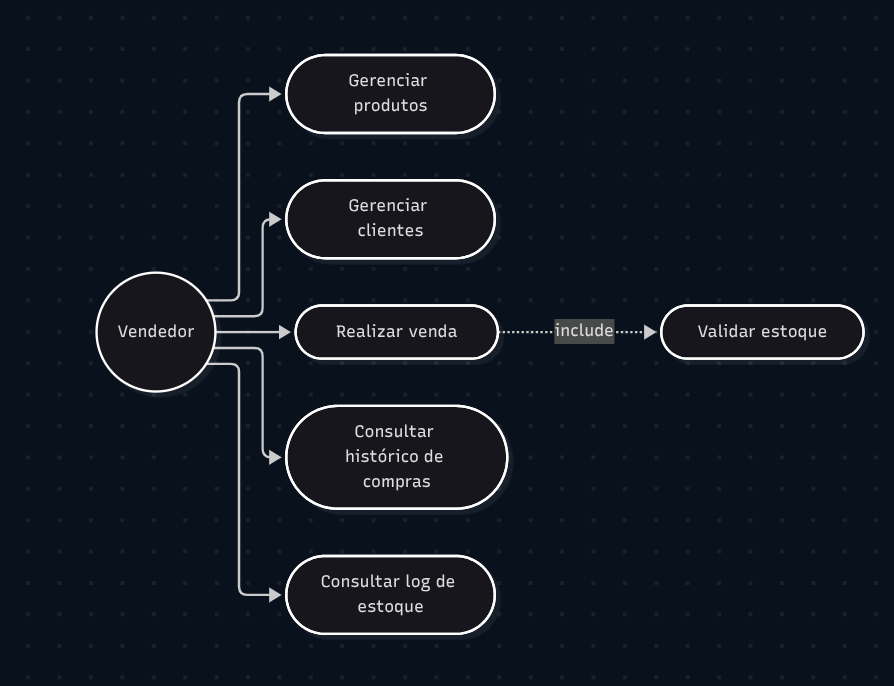 Gerenciar
produtos
Gerenciar
clientes
Vendedor
Realizar venda
include
Validar estoque
Consultar
histórico de
compras
Consultar log de
estoque